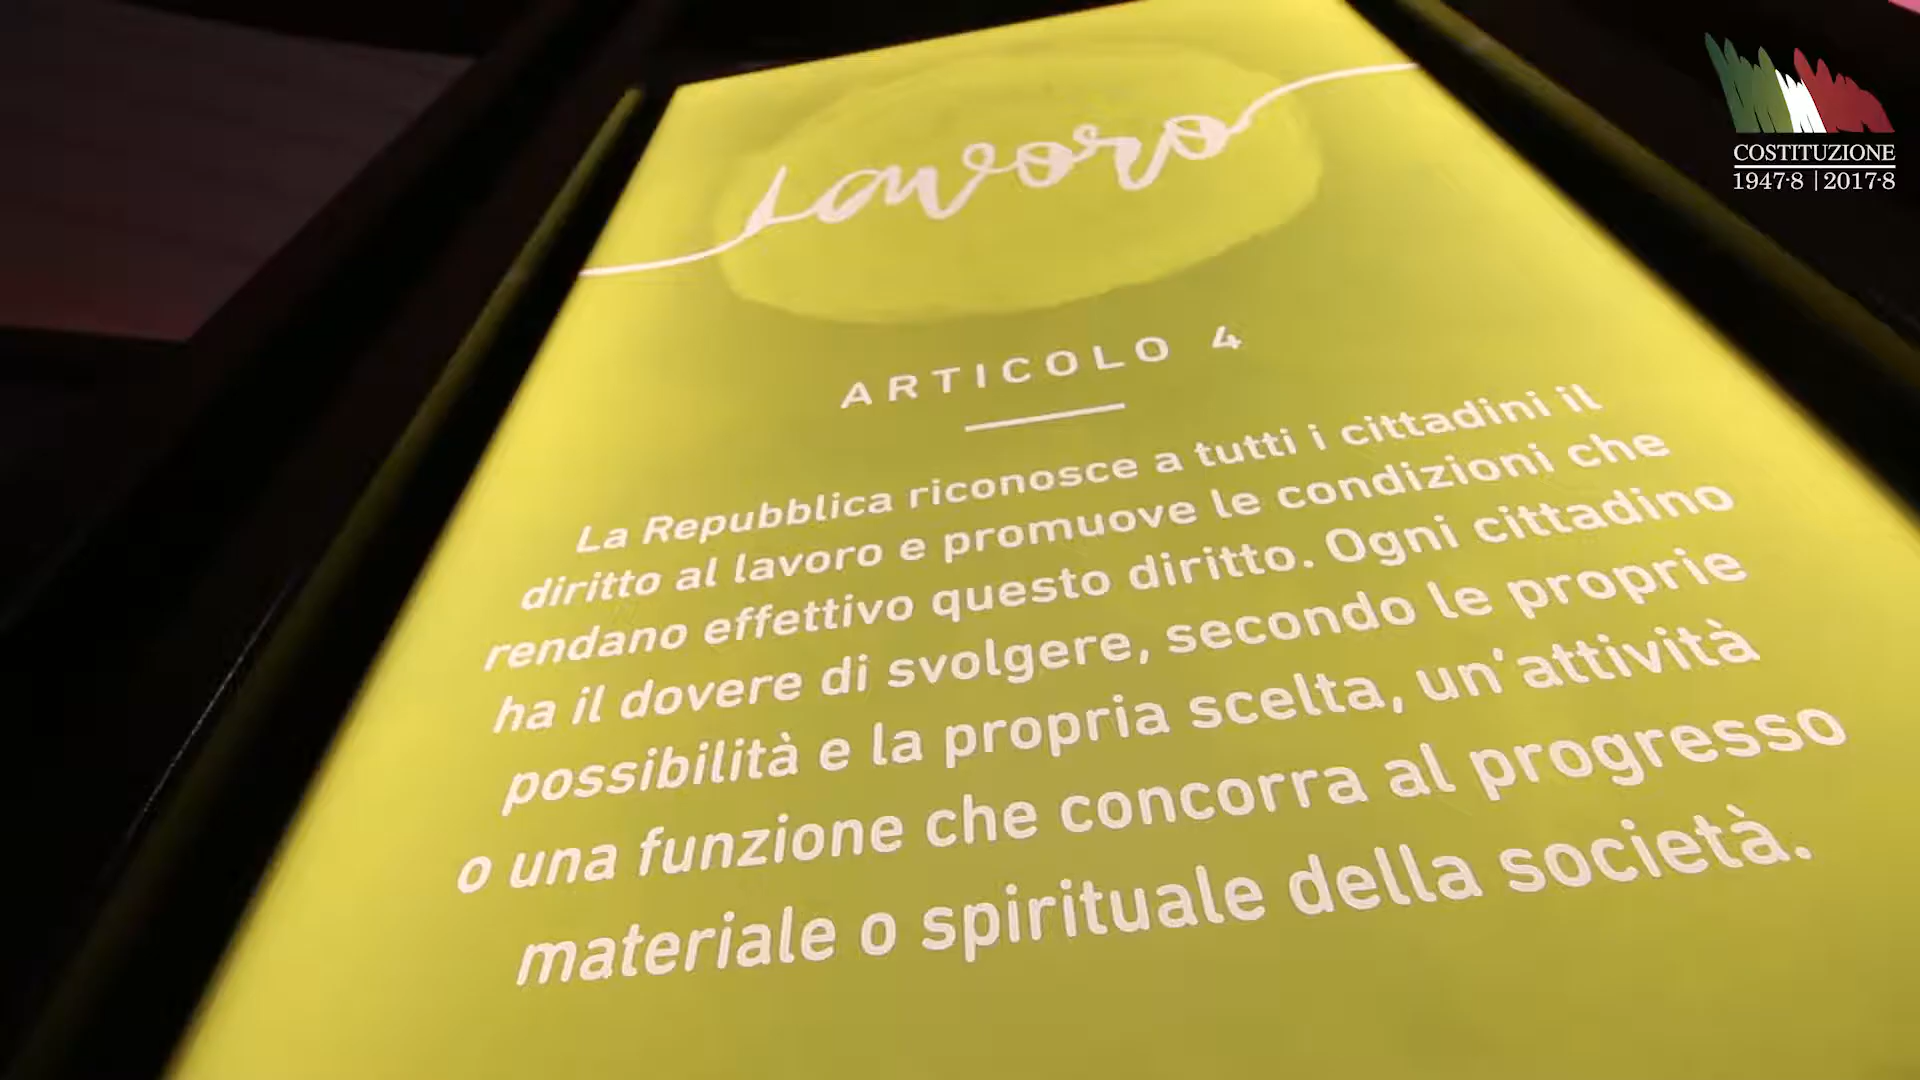 Lavoro
ARTICOLO 4
La Repubblica riconosce a tutti i cittadini il
diritto al lavoro e promuove le condizioni che
rendano effettivo questo diritto. Ogni cittadino
ha il dovere di svolgere, secondo le proprie
possibilità e la propria scelta, un'attività
o una funzione che concorra al progresso
materiale o spirituale della società.
COSTITUZIONE
1947·8 | 2017·8